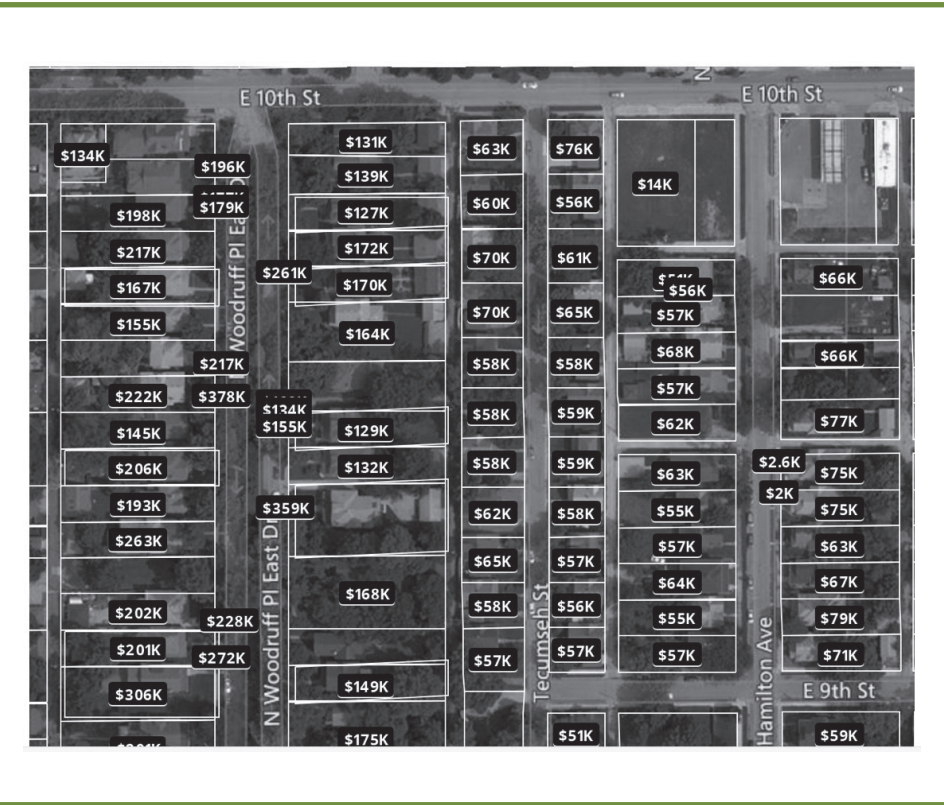 N
E 10th St
E 10th St
$131K
$63K
$76K
$134K
$196K
$139K
$14K
$198K
$179K
$127K
$60K
$56K
$217K
$172K
$70K
$61K
$261K
$66K
$167K
$170K
$56K
$155K
$164K
$70K
$65K
$57K
$217K
$58K
$58K
$68K
$66K
$222K
$378K
$57K
$134K
$155K
$58K
$59K
$62K
$77K
$145K
$129K
$206K
$132K
$58K
$59K
$63K
$2.6K
$75K
$2K
$193K
$359K
$62K
$58K
$55K
$75K
$263K
$65K
$57K
$57K
$63K
$168K
$64K
$67K
$202K
$228K
$58K
$56K
$55K
$79K
$201K
$272K
$57K
$57K
$57K
$71K
$306K
$149K
E 9th St
$175K
$51K
$59K
N Woodruff Pl East Dr
Tecumseh St
Hamilton Ave